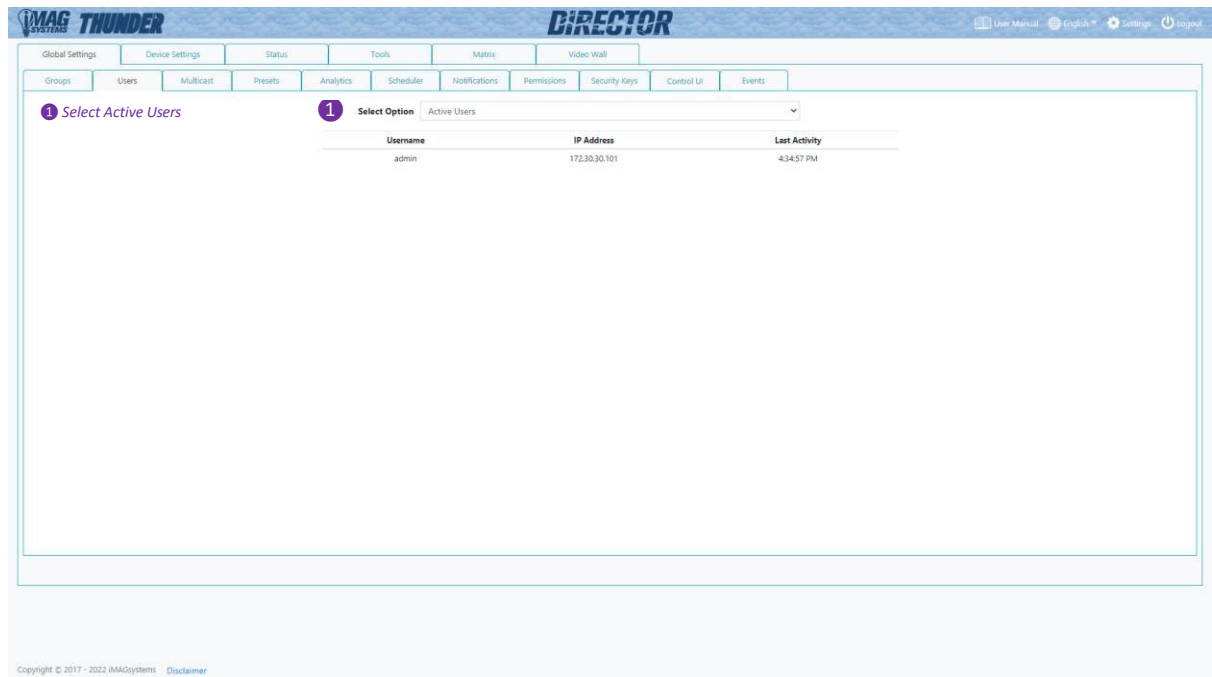 iMAG SYSTEMS THUNDER DiRECTOR User Manual English Settings Logout
Global Settings Device Settings Status Tools Matrix Video Wall
Groups Users Multicast Presets Analytics Scheduler Notifications Permissions Security Keys Control UI Events
1 Select Active Users 1 Select Option Active Users
Username IP Address Last Activity
admin 172.30.30.101 4:34:57 PM
Copyright © 2017 - 2022 iMAGsystems Disclaimer